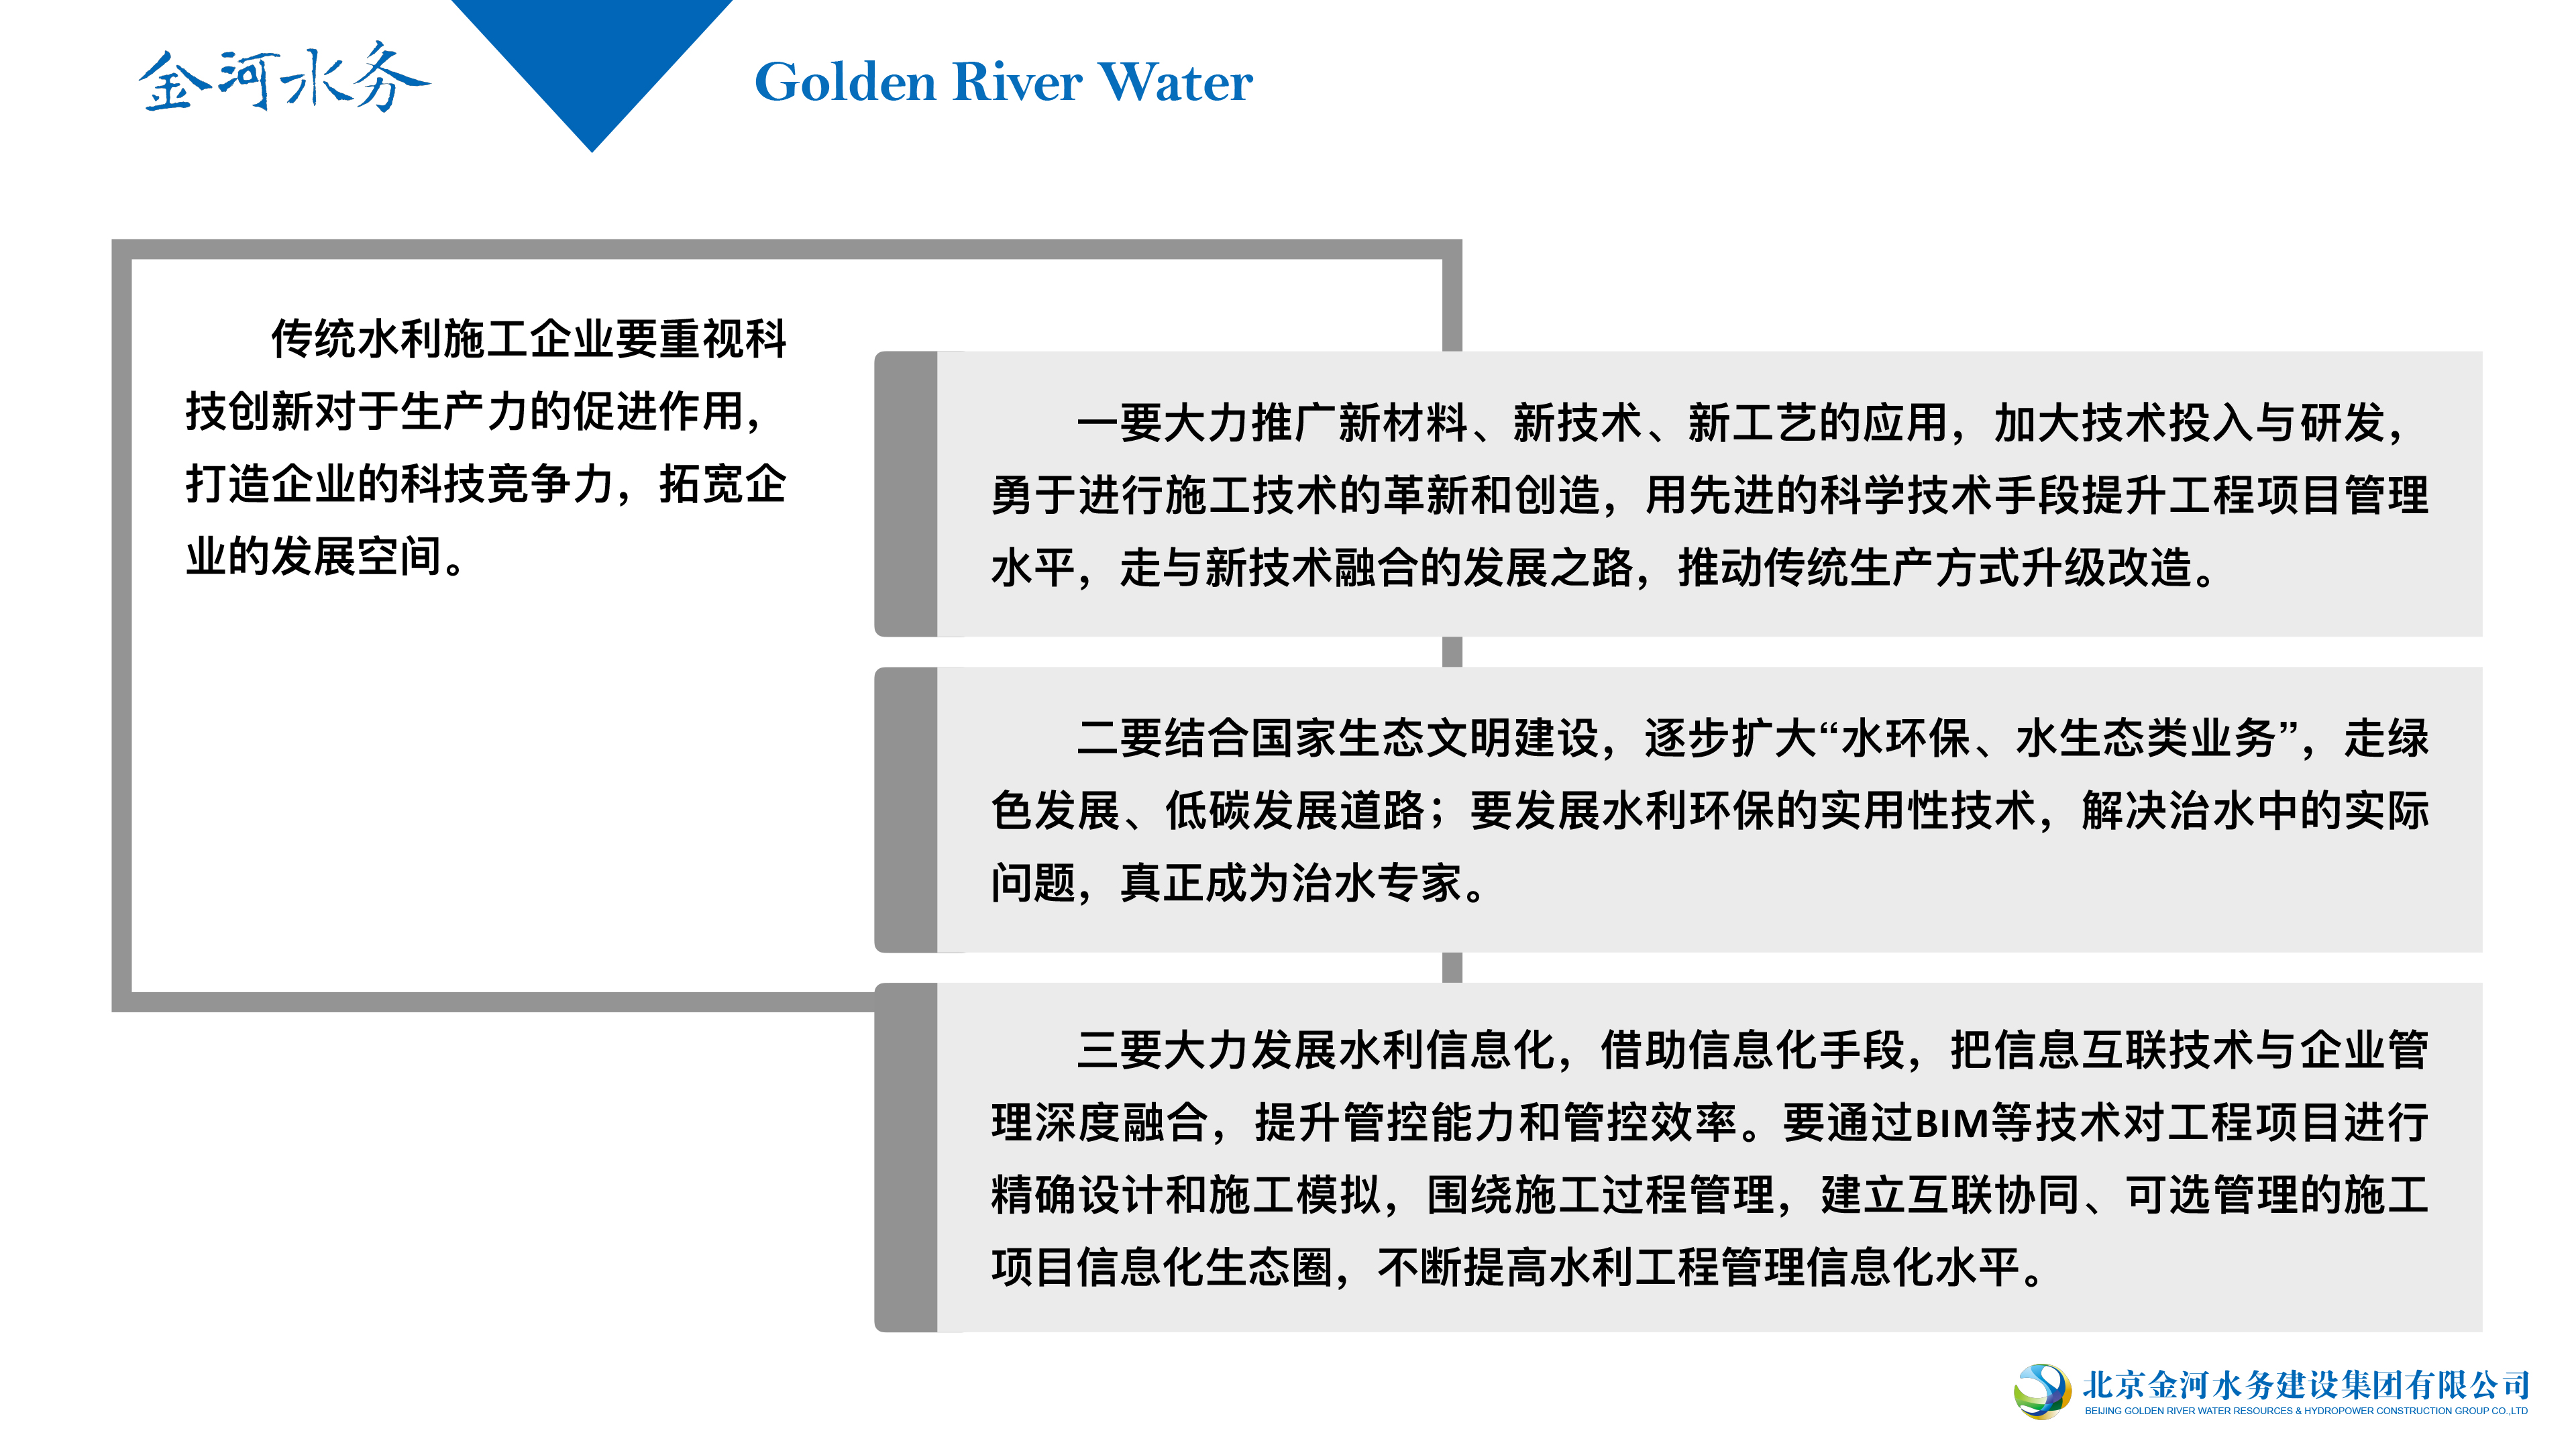 金河水务
Golden River Water
传统水利施工企业要重视科
技创新对于生产力的促进作用，
打造企业的科技竞争力，拓宽企
业的发展空间。
一要大力推广新材料、新技术、新工艺的应用，加大技术投入与研发，
勇于进行施工技术的革新和创造，用先进的科学技术手段提升工程项目管理
水平，走与新技术融合的发展之路，推动传统生产方式升级改造。
二要结合国家生态文明建设，逐步扩大“水环保、水生态类业务”，走绿
色发展、低碳发展道路；要发展水利环保的实用性技术，解决治水中的实际
问题，真正成为治水专家。
三要大力发展水利信息化，借助信息化手段，把信息互联技术与企业管
理深度融合，提升管控能力和管控效率。要通过BIM等技术对工程项目进行
精确设计和施工模拟，围绕施工过程管理，建立互联协同、可选管理的施工
项目信息化生态圈，不断提高水利工程管理信息化水平。
北京金河水务建设集团有限公司
BEIJING GOLDEN RIVER WATER RESOURCES & HYDROPOWER CONSTRUCTION GROUP CO.,LTD